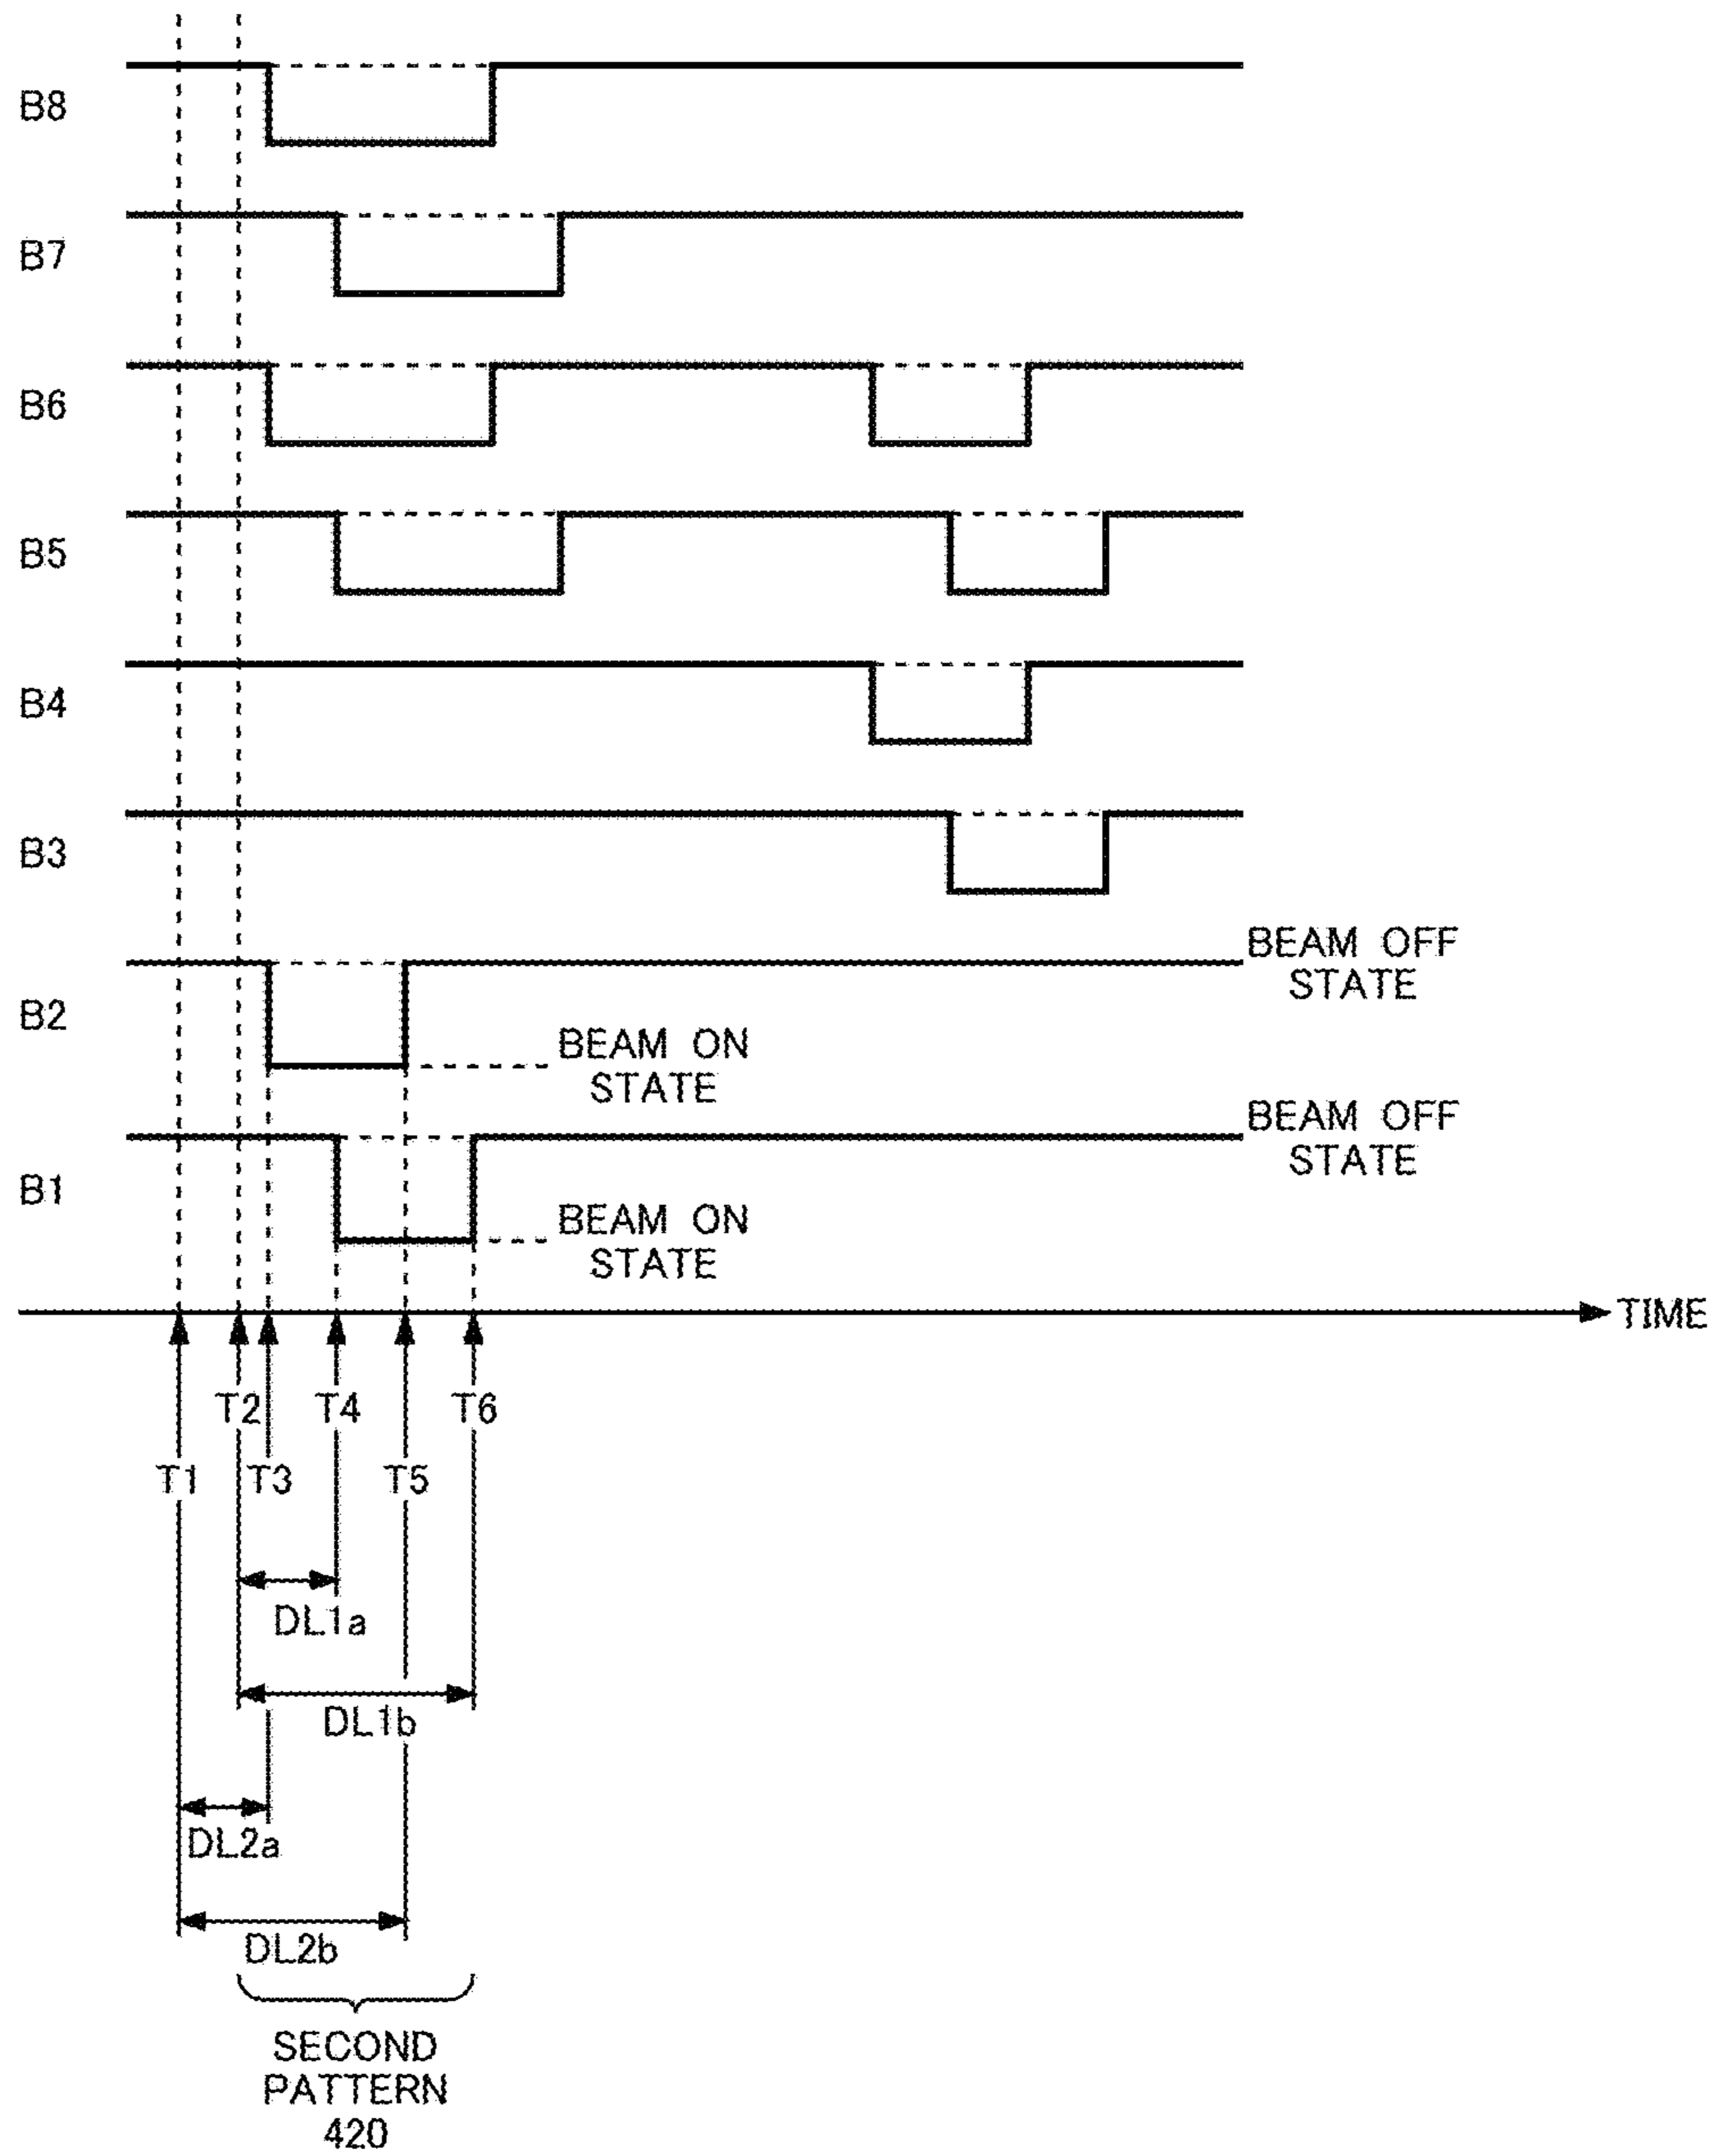 B8
B7
B6
B5
B4
B3
BEAM OFF
STATE
B2
BEAM ON
STATE
BEAM OFF
STATE
B1
BEAM ON
STATE
TIME
T2 T4 T6
T1 T3 T5
DL1a
DL1b
DL2a
DL2b
SECOND
PATTERN
420